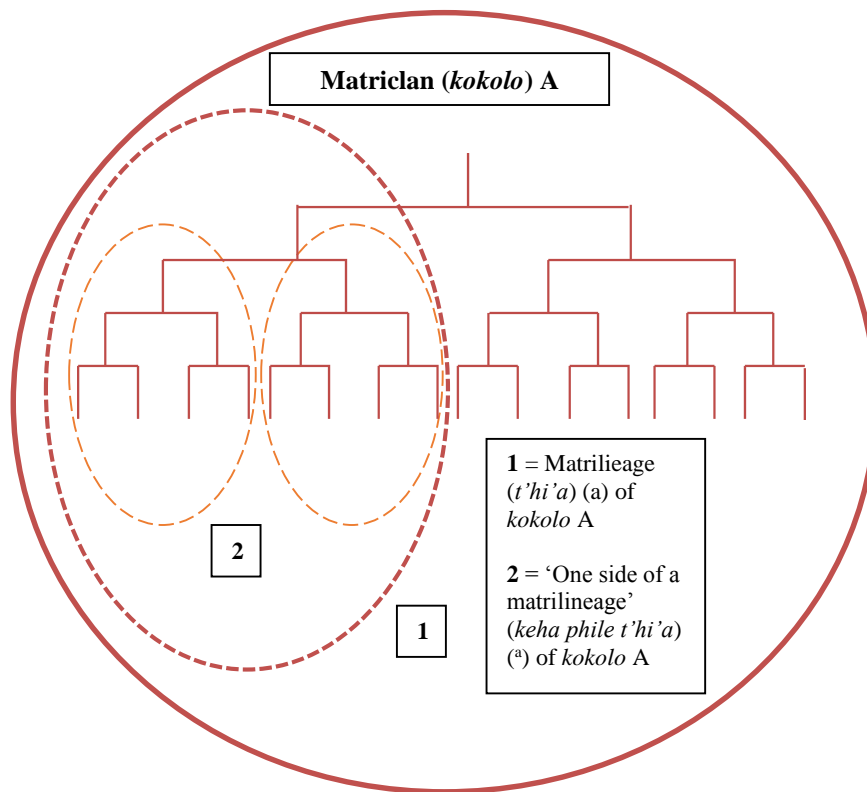 Matriclan (kokolo) A
2
1
1 = Matrilieage
(t’hi’a) (a) of
kokolo A
2 = ‘One side of a
matrilineage’
(keha phile t’hi’a)
(ª) of kokolo A